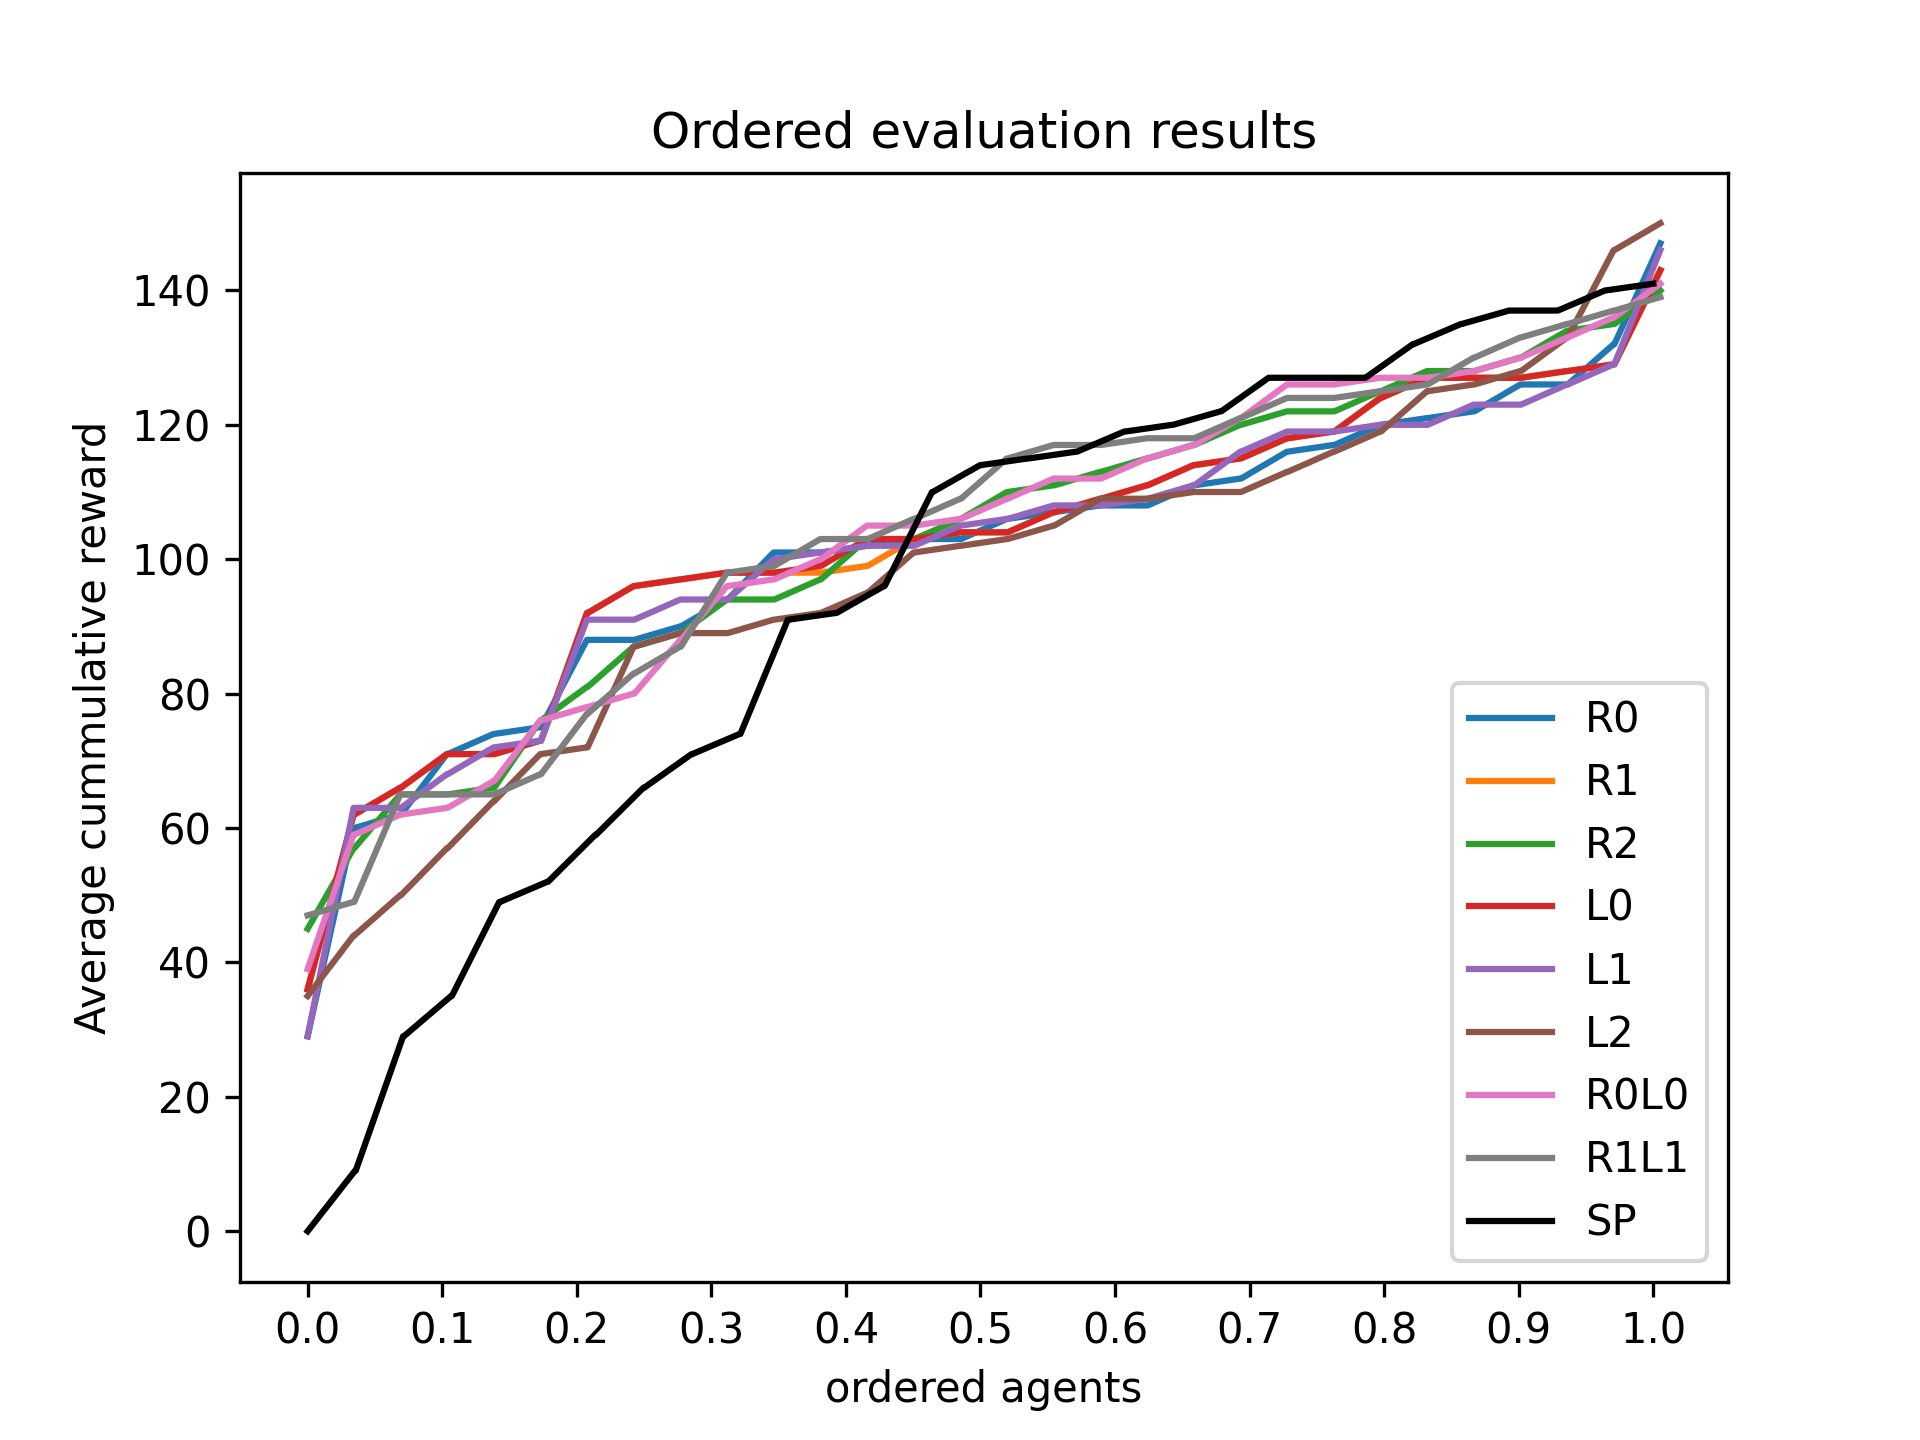 Ordered evaluation results
Average cummulative reward
140
120
100
80
60
40
20
0
0.0 0.1 0.2 0.3 0.4 0.5 0.6 0.7 0.8 0.9 1.0
ordered agents
R0
R1
R2
L0
L1
L2
R0L0
R1L1
SP